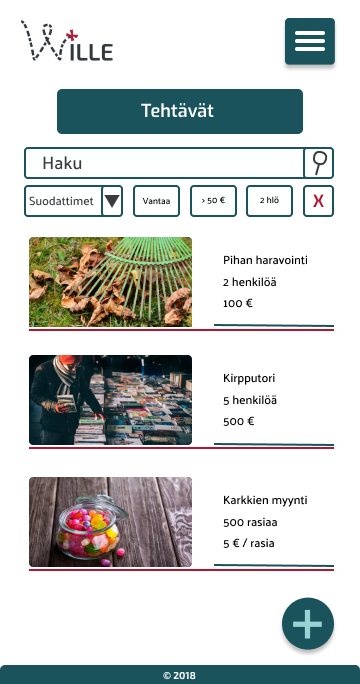 WILLE
Tehtävät
Haku
Suodattimet
Vantaa
> 50 €
2 hlö
X
Pihan haravointi
2 henkilöä
100 €
Kirpputori
5 henkilöä
500 €
Karkkien myynti
500 rasiaa
5 € / rasia
© 2018